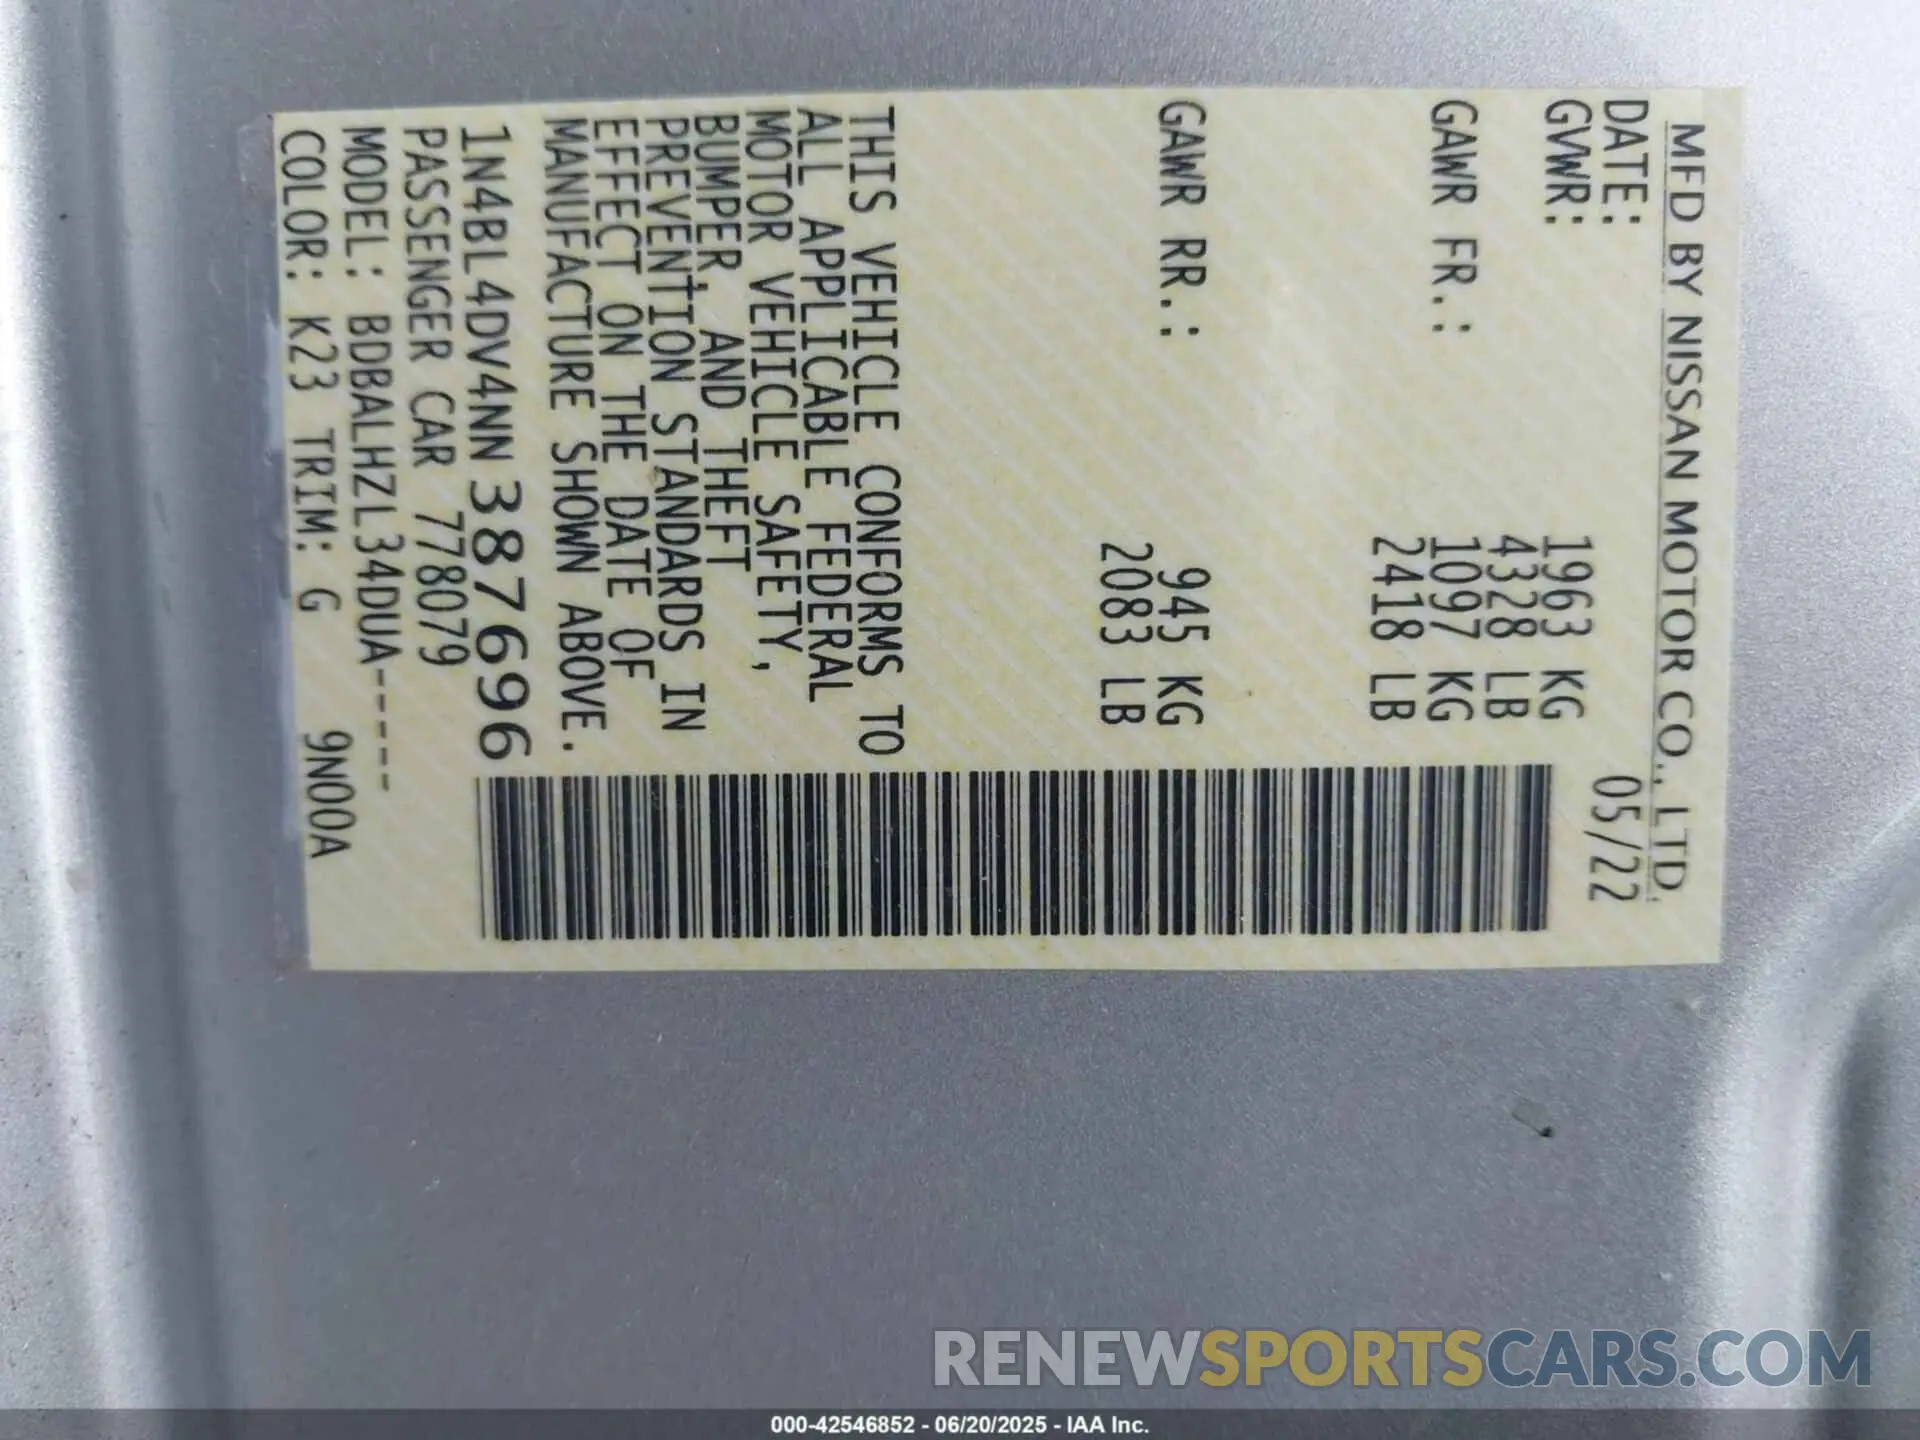 MFD BY NISSAN MOTOR CO., LTD.
DATE: 05/22
GVWR: 1963 KG
4328 LB
GAWR FR.: 1097 KG
2418 LB
GAWR RR.: 945 KG
2083 LB
THIS VEHICLE CONFORMS TO
ALL APPLICABLE FEDERAL
MOTOR VEHICLE SAFETY,
BUMPER, AND THEFT
PREVENTION STANDARDS IN
EFFECT ON THE DATE OF
MANUFACTURE SHOWN ABOVE.
1N4BL4DV4NN387696
PASSENGER CAR 778079
MODEL: BDBALHZL34DUA-----
COLOR: K23 TRIM: G 9N00A
RENEWSPORTSCARS.COM
000-42546852 - 06/20/2025 - IAA Inc.